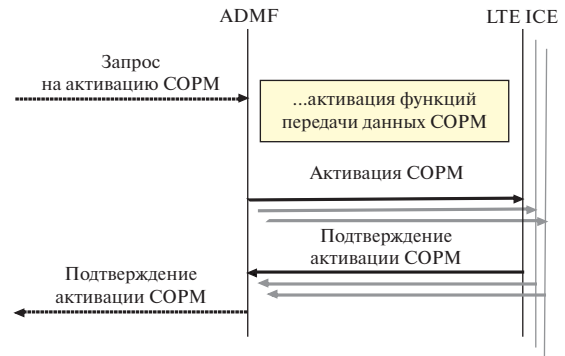 ADMF
LTE ICE
Запрос
на активацию СОРМ
...активация функций
передачи данных СОРМ
Активация СОРМ
Подтверждение
активации СОРМ
Подтверждение
активации СОРМ